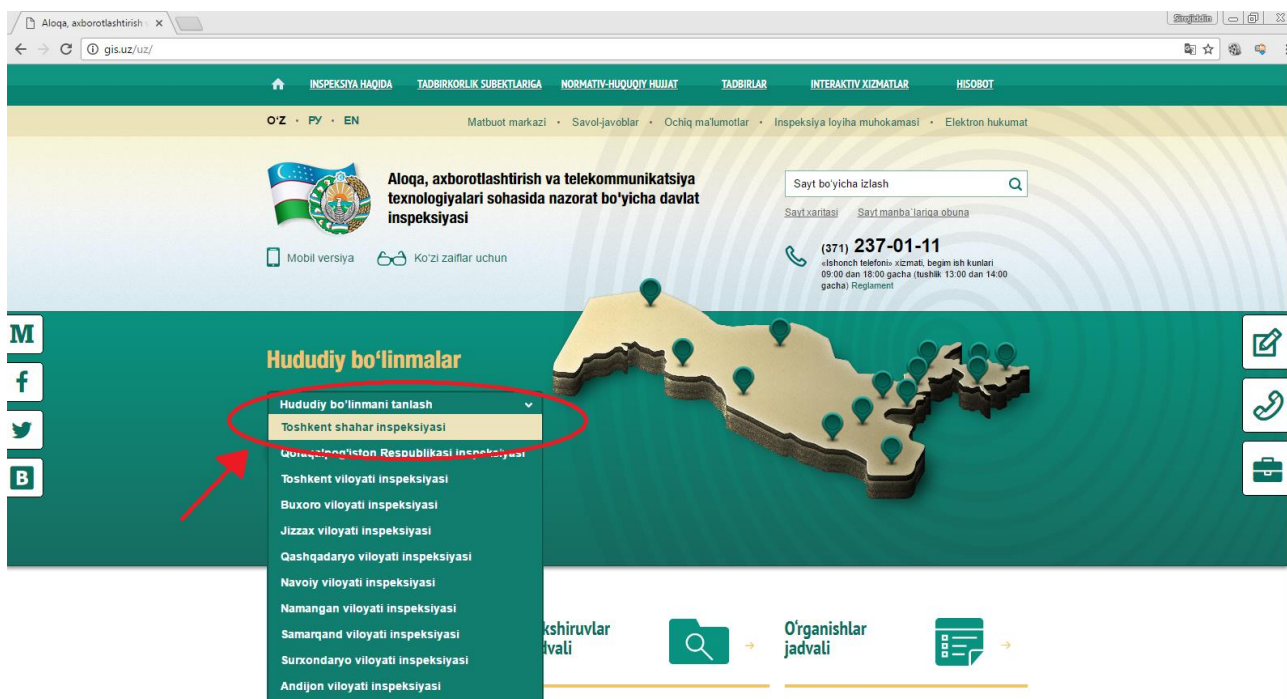 Aloqa, axborotlashtirish
Sirojiddin
gis.uz/uz/
INSPEKSIYA HAQIDA TADBIRKORLIK SUBEKTLARIGA NORMATIV-HUQUQIY HUJJAT TADBIRLAR INTERAKTIV XIZMATLAR HISOBOT
O'Z · РУ · EN Matbuot markazi • Savol-javoblar • Ochiq ma'lumotlar • Inspeksiya loyiha muhokamasi • Elektron hukumat
Aloqa, axborotlashtirish va telekommunikatsiya
texnologiyalari sohasida nazorat bo'yicha davlat
inspeksiyasi
Sayt bo'yicha izlash
Sayt xaritasi Sayt manba`lariga obuna
Mobil versiya Ko'zi zaiflar uchun
(371) 237-01-11
«Ishonch telefoni» xizmati, begim ish kunlari
09:00 dan 18:00 gacha (tushlik 13:00 dan 14:00
gacha) Reglament
M
f
B
Hududiy bo‘linmalar
Hududiy bo'linmani tanlash
Toshkent shahar inspeksiyasi
Qoraqalpog'iston Respublikasi inspeksiyasi
Toshkent viloyati inspeksiyasi
Buxoro viloyati inspeksiyasi
Jizzax viloyati inspeksiyasi
Qashqadaryo viloyati inspeksiyasi
Navoiy viloyati inspeksiyasi
Namangan viloyati inspeksiyasi
Samarqand viloyati inspeksiyasi
Surxondaryo viloyati inspeksiyasi
Andijon viloyati inspeksiyasi
kshiruvlar
O‘rganishlar
jadvali